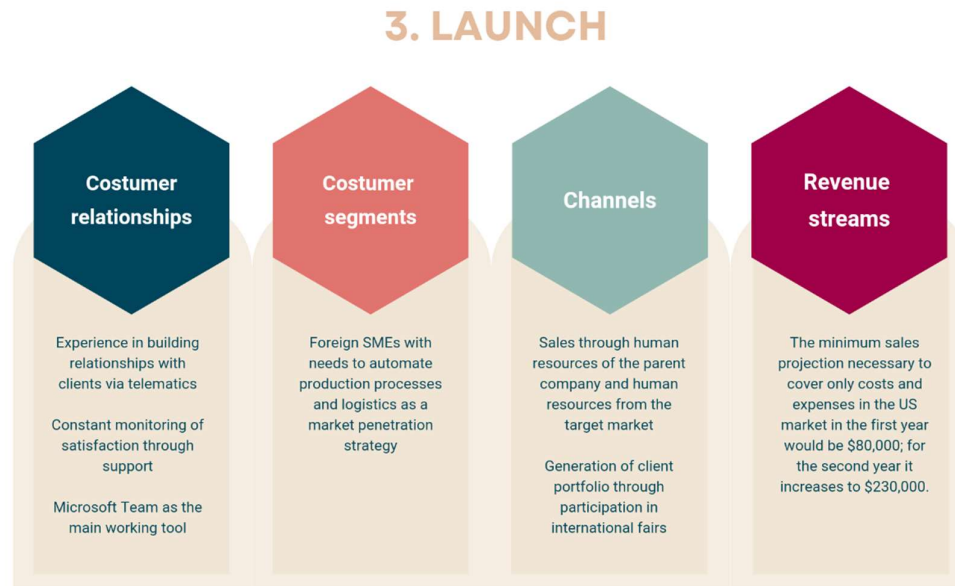 3. LAUNCH
Costumer
relationships
Experience in building
relationships with
clients via telematics
Constant monitoring of
satisfaction through
support
Microsoft Team as the
main working tool
Costumer
segments
Foreign SMEs with
needs to automate
production processes
and logistics as a
market penetration
strategy
Channels
Sales through human
resources of the parent
company and human
resources from the
target market
Generation of client
portfolio through
participation in
international fairs
Revenue
streams
The minimum sales
projection necessary to
cover only costs and
expenses in the US
market in the first year
would be $80,000; for
the second year it
increases to $230,000.